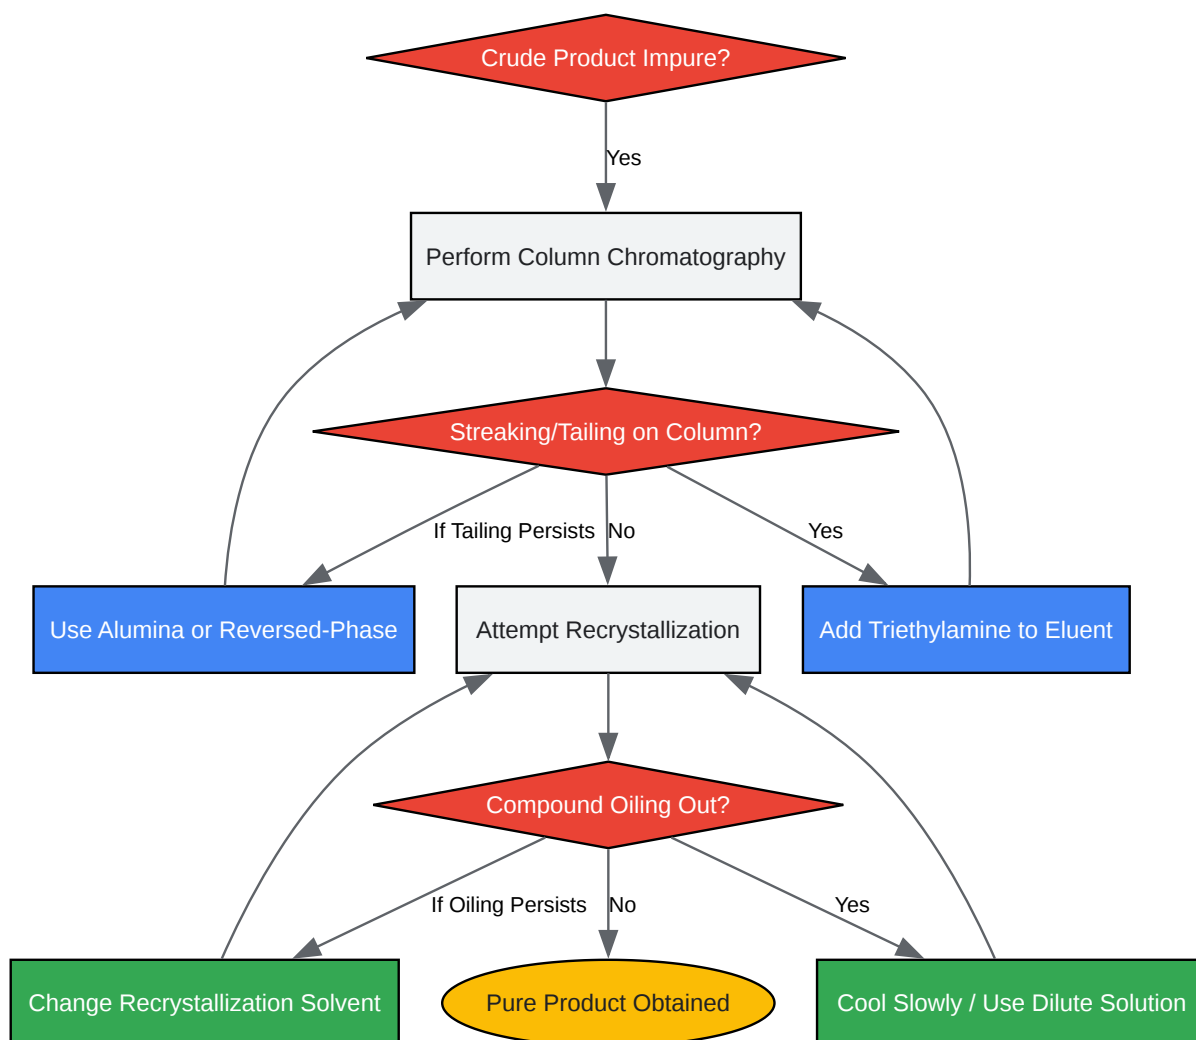 Crude Product Impure?
Yes
Perform Column Chromatography
Streaking/Tailing on Column?
If Tailing Persists
No
Yes
Use Alumina or Reversed-Phase
Attempt Recrystallization
Add Triethylamine to Eluent
Compound Oiling Out?
If Oiling Persists
No
Yes
Change Recrystallization Solvent
Pure Product Obtained
Cool Slowly / Use Dilute Solution